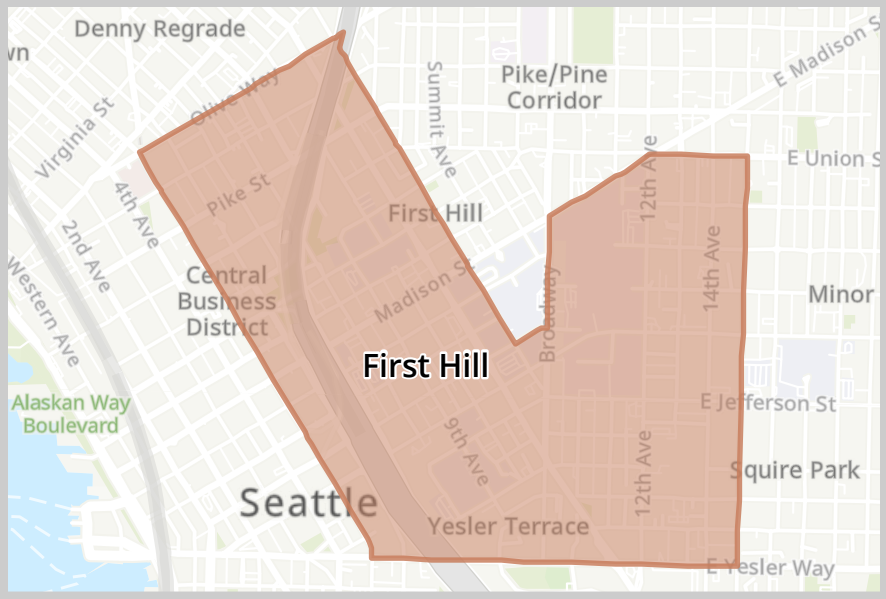 Denny Regrade
wn
E Madison S
Summit Ave
Pike/Pine
Corridor
Olive Way
Virginia St
12th Ave
E Union S
Pike St
4th Ave
First Hill
2nd Ave
14th Ave
Western Ave
Central
Business
District
Madison St
Broadway
Minor
First Hill
Alaskan Way
Boulevard
E Jefferson St
9th Ave
12th Ave
Squire Park
Seattle
Yesler Terrace
E Yesler Way